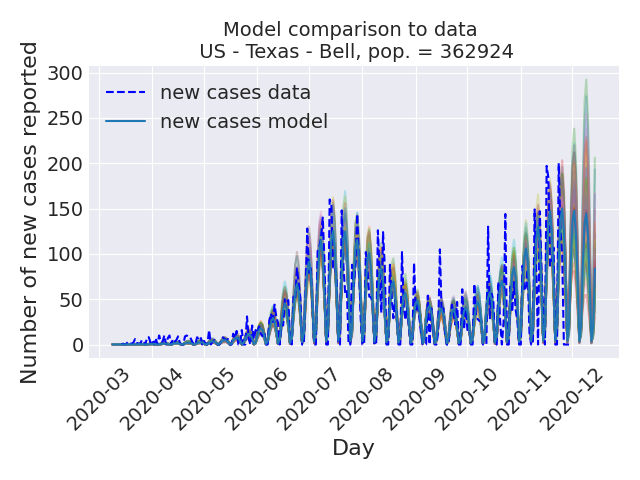 Model comparison to data
US - Texas - Bell, pop. = 362924
Number of new cases reported
300
250
200
150
100
50
0
new cases data
new cases model
2020-03
2020-04
2020-05
2020-06
2020-07
2020-08
2020-09
2020-10
2020-11
2020-12
Day